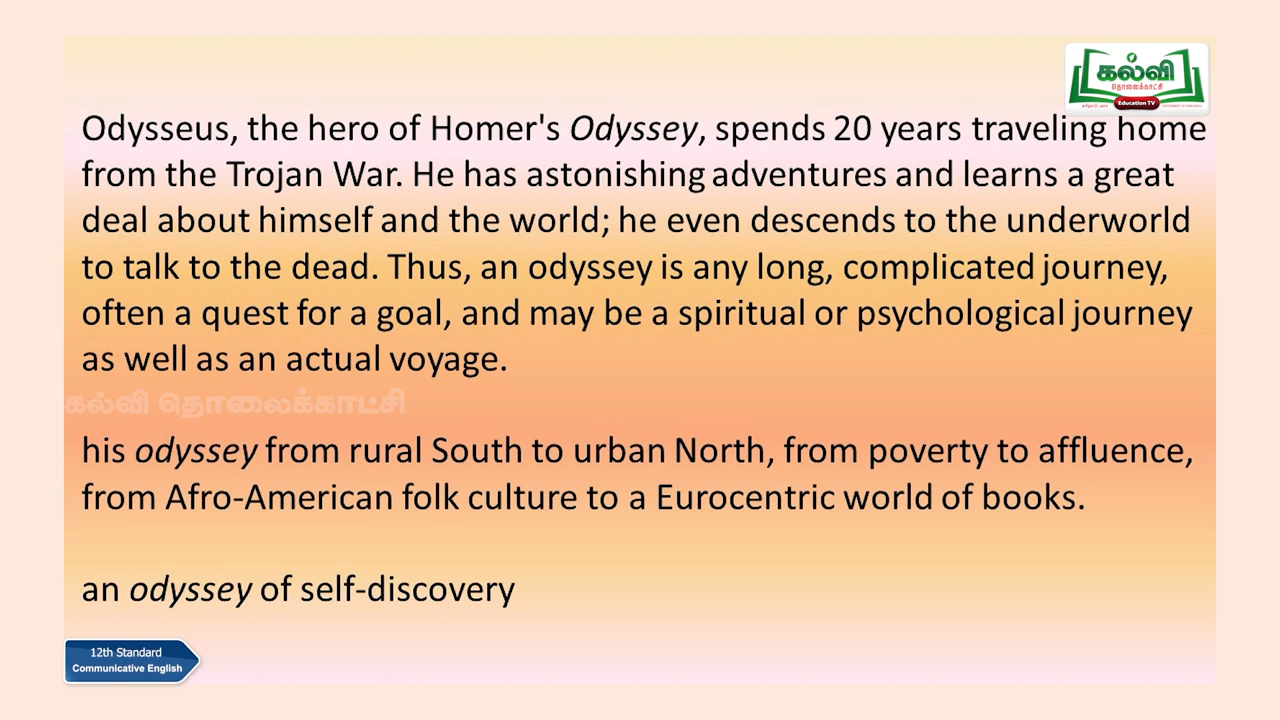 கல்வி
தொலைக்காட்சி
Education TV
Odysseus, the hero of Homer's Odyssey, spends 20 years traveling home
from the Trojan War. He has astonishing adventures and learns a great
deal about himself and the world; he even descends to the underworld
to talk to the dead. Thus, an odyssey is any long, complicated journey,
often a quest for a goal, and may be a spiritual or psychological journey
as well as an actual voyage.
கல்வி தொலைக்காட்சி
his odyssey from rural South to urban North, from poverty to affluence,
from Afro-American folk culture to a Eurocentric world of books.
an odyssey of self-discovery
12th Standard
Communicative English